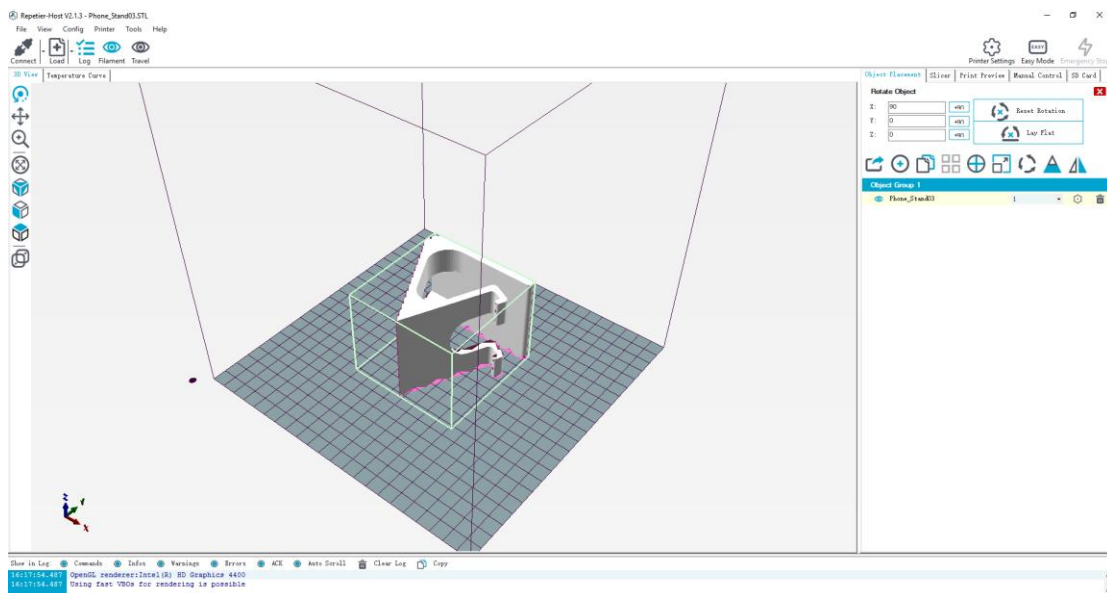 Repetier-Host V2.1.3 - Phone_Stand03.STL
File View Config Printer Tools Help
Connect Load Log Filament Travel Printer Settings Easy Mode Emergency Stop
EASY
3D View Temperature Curve
Object Placement Slicer Print Preview Manual Control SD Card
Rotate Object
X: 90 +90 Reset Rotation
Y: 0 +90
Z: 0 +90 Lay Flat
Object Group 1
Phone_Stand03 1
Z Y X
Show in Log: Commands Infos Warnings Errors ACK Auto Scroll Clear Log Copy
16:17:54.487 OpenGL renderer:Intel(R) HD Graphics 4400
16:17:54.487 Using fast VBOs for rendering is possible